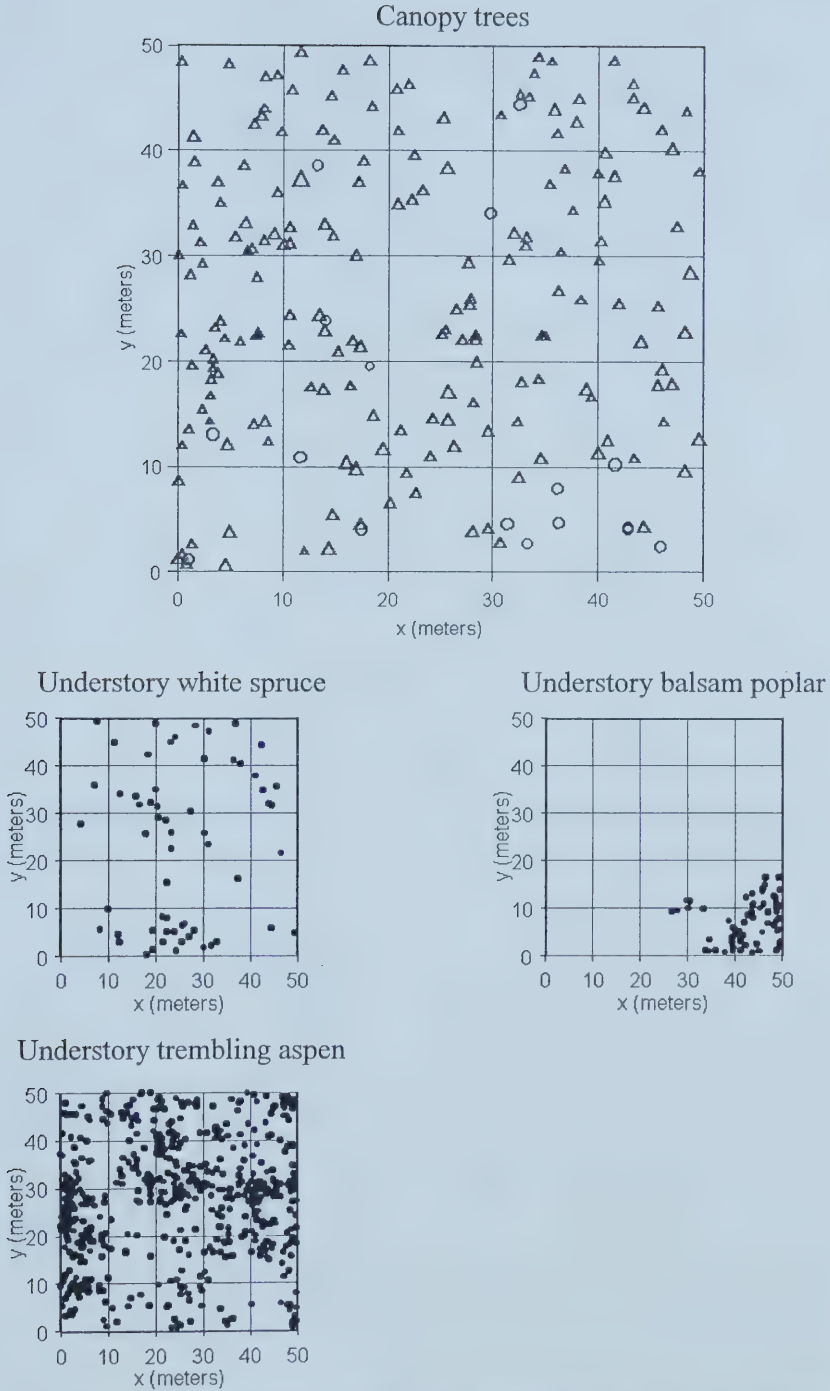 Canopy trees
50
40
30
20
10
0
y (meters)
0 10 20 30 40 50
x (meters)
Understory white spruce
50
40
30
20
10
0
y (meters)
0 10 20 30 40 50
x (meters)
Understory balsam poplar
50
40
30
20
10
0
y (meters)
0 10 20 30 40 50
x (meters)
Understory trembling aspen
50
40
30
20
10
0
y (meters)
0 10 20 30 40 50
x (meters)